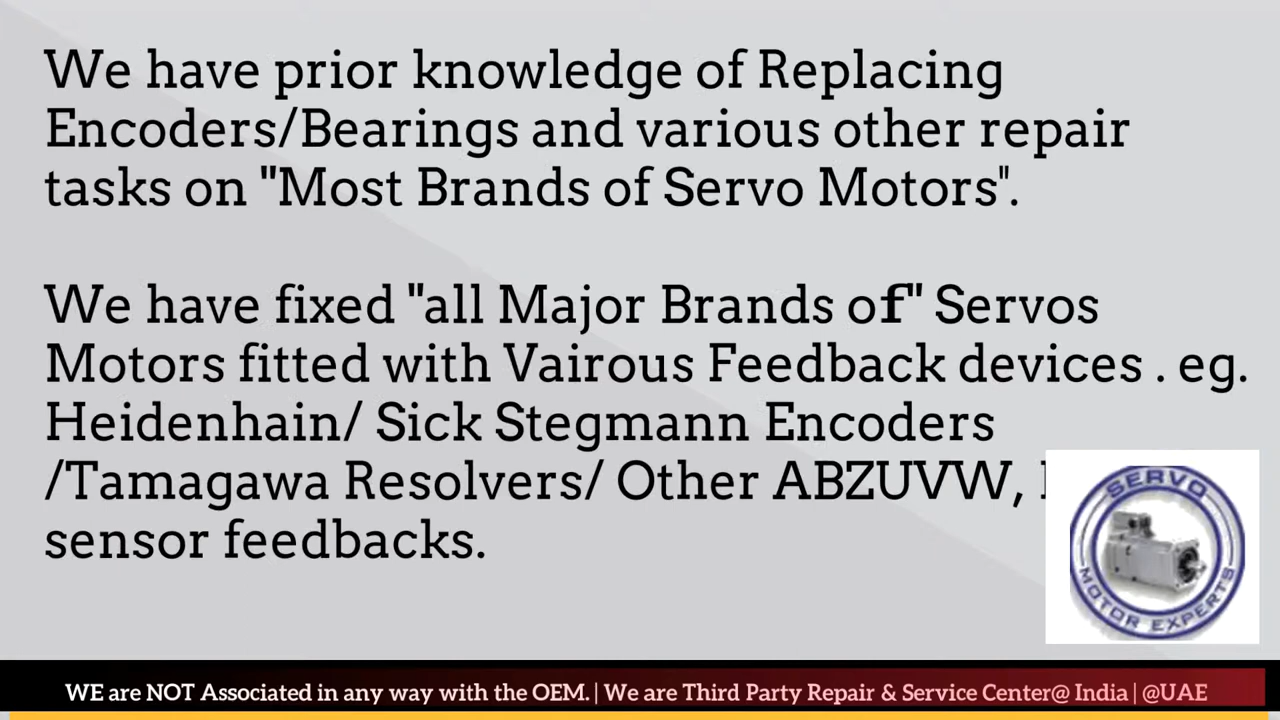 We have prior knowledge of Replacing
Encoders/Bearings and various other repair
tasks on "Most Brands of Servo Motors".
We have fixed "all Major Brands of" Servos
Motors fitted with Vairous Feedback devices . eg.
Heidenhain/ Sick Stegmann Encoders
/Tamagawa Resolvers/ Other ABZUVW,
sensor feedbacks.
SERVO
MOTOR EXPERTS
WE are NOT Associated in any way with the OEM. | We are Third Party Repair & Service Center@ India | @UAE